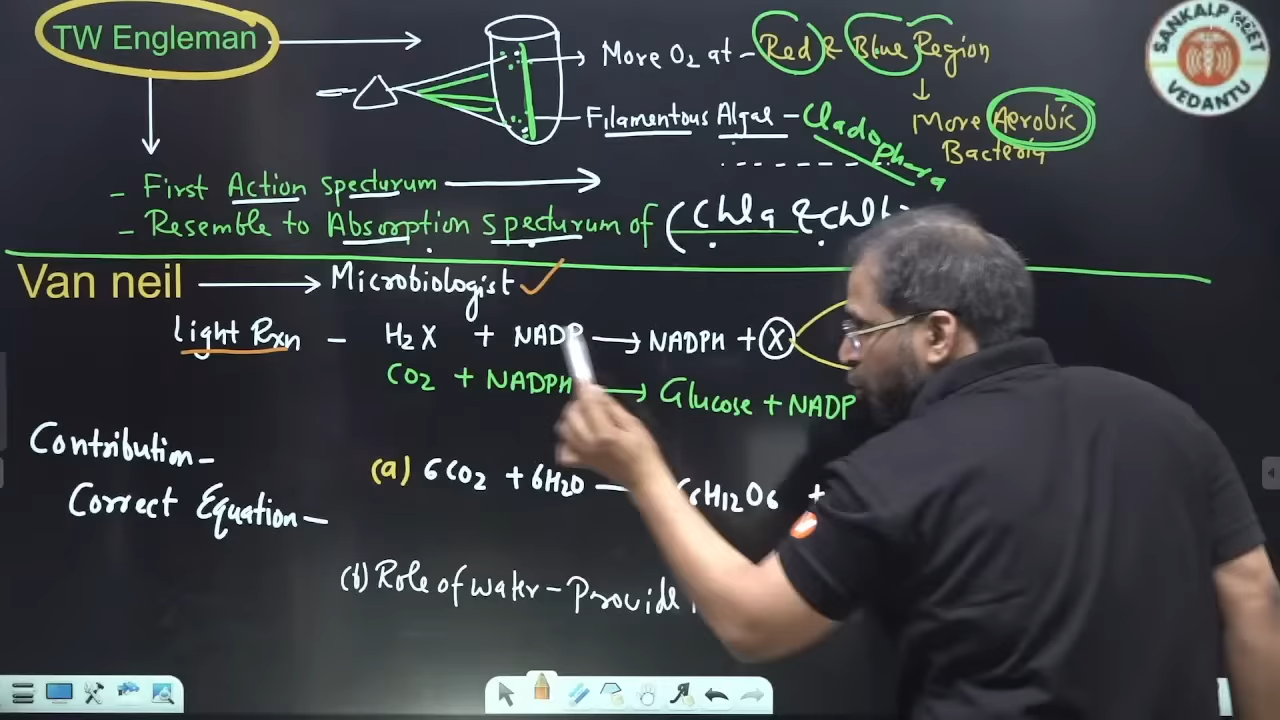 TW Engleman
More O2 at - Red & Blue Region
↓
Filamentous Algal - Cladophora
More Aerobic
Bacteria
- First Action specturum
- Resemble to Absorption specturum of (Chl a & Chl b
Van neil → Microbiologist ✓
light Rxn - H2X + NADP → NADPH + X
CO2 + NADPH → Glucose + NADP
Contribution-
Correct Equation-
(a) 6CO2 + 6H2O — 6H12O6 +
(b) Role of water - Provide
SANKALP NEET
VEDANTU